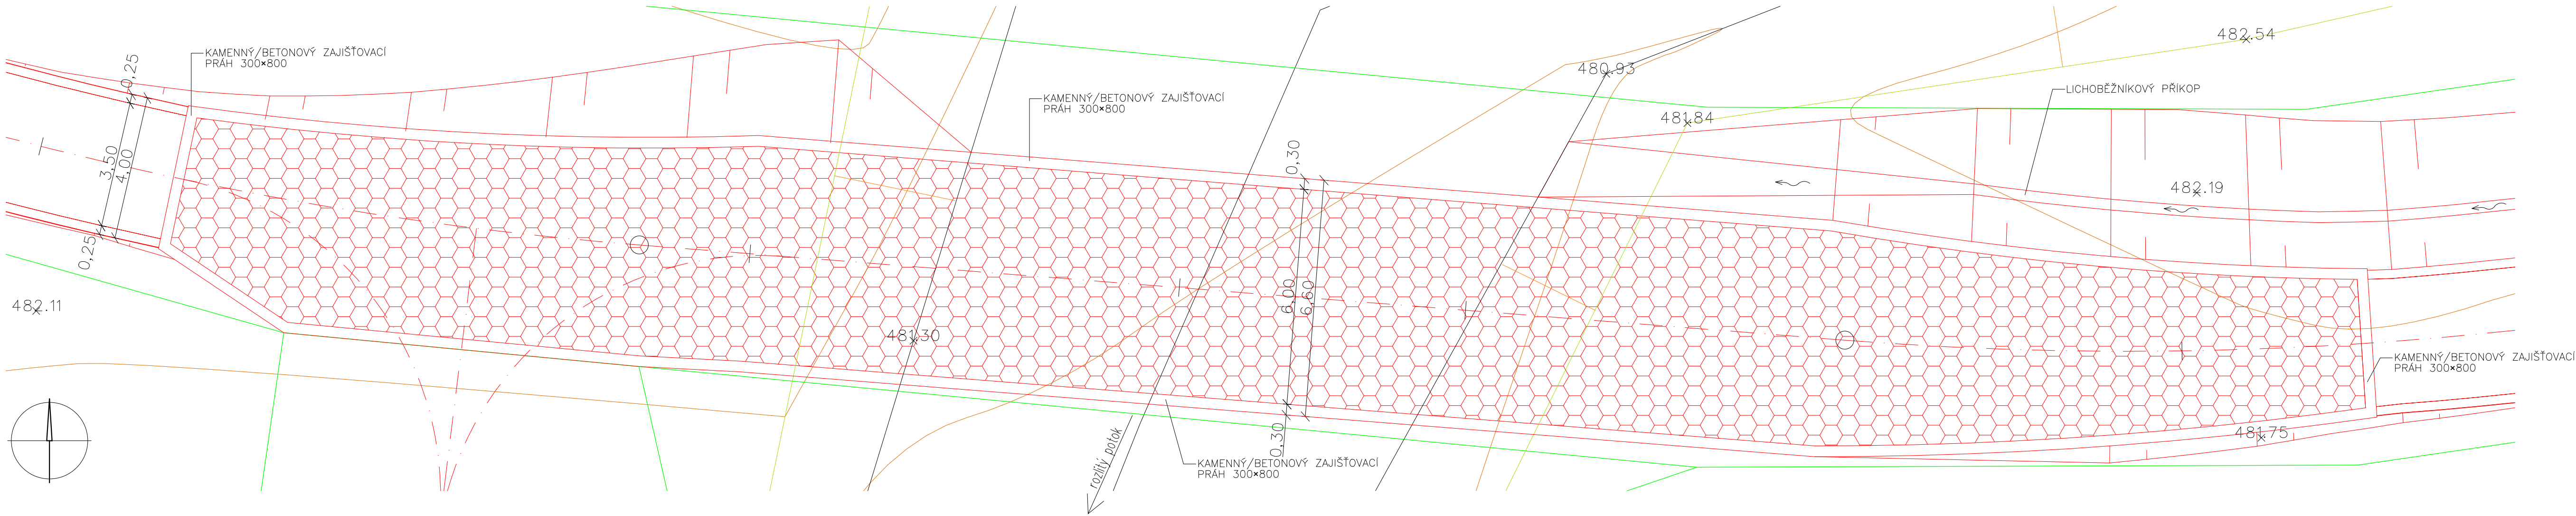 KAMENNÝ/BETONOVÝ ZAJIŠŤOVACÍ
PRÁH 300×800
0,25
3,50
4,00
0,25
482.11
KAMENNÝ/BETONOVÝ ZAJIŠŤOVACÍ
PRÁH 300×800
481.30
0,30
6,00
6,60
0,30
rozlitý potok
KAMENNÝ/BETONOVÝ ZAJIŠŤOVACÍ
PRÁH 300×800
480.93
481.84
482.54
LICHOBĚŽNÍKOVÝ PŘÍKOP
482.19
KAMENNÝ/BETONOVÝ ZAJIŠŤOVACÍ
PRÁH 300×800
481.75